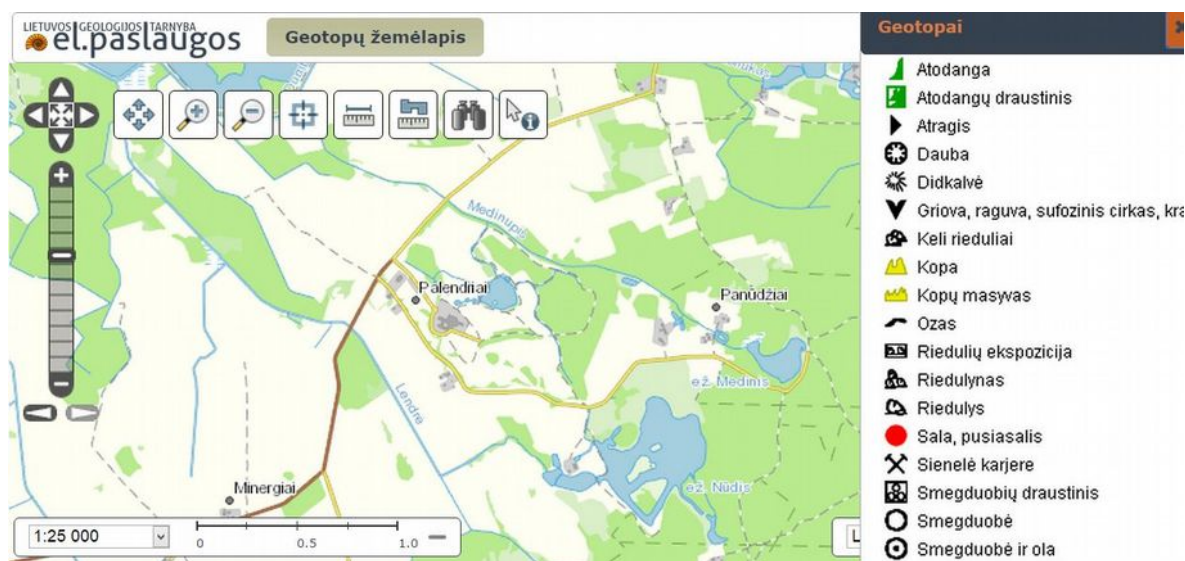 LIETUVOS GEOLOGIJOS TARNYBA
el.paslaugos
Geotopų žemėlapis
Medinupis
Palendriai
Panūdžiai
ež. Medinis
Lendrė
ež. Nūdis
Minergiai
1:25 000
0 0.5 1.0
Geotopai
Atodanga
Atodangų draustinis
Atragis
Dauba
Didkalvė
Griova, raguva, sufozinis cirkas, kra
Keli rieduliai
Kopa
Kopų masyvas
Ozas
Riedulių ekspozicija
Riedulynas
Riedulys
Sala, pusiasalis
Sienelė karjere
Smegduobių draustinis
Smegduobė
Smegduobė ir ola